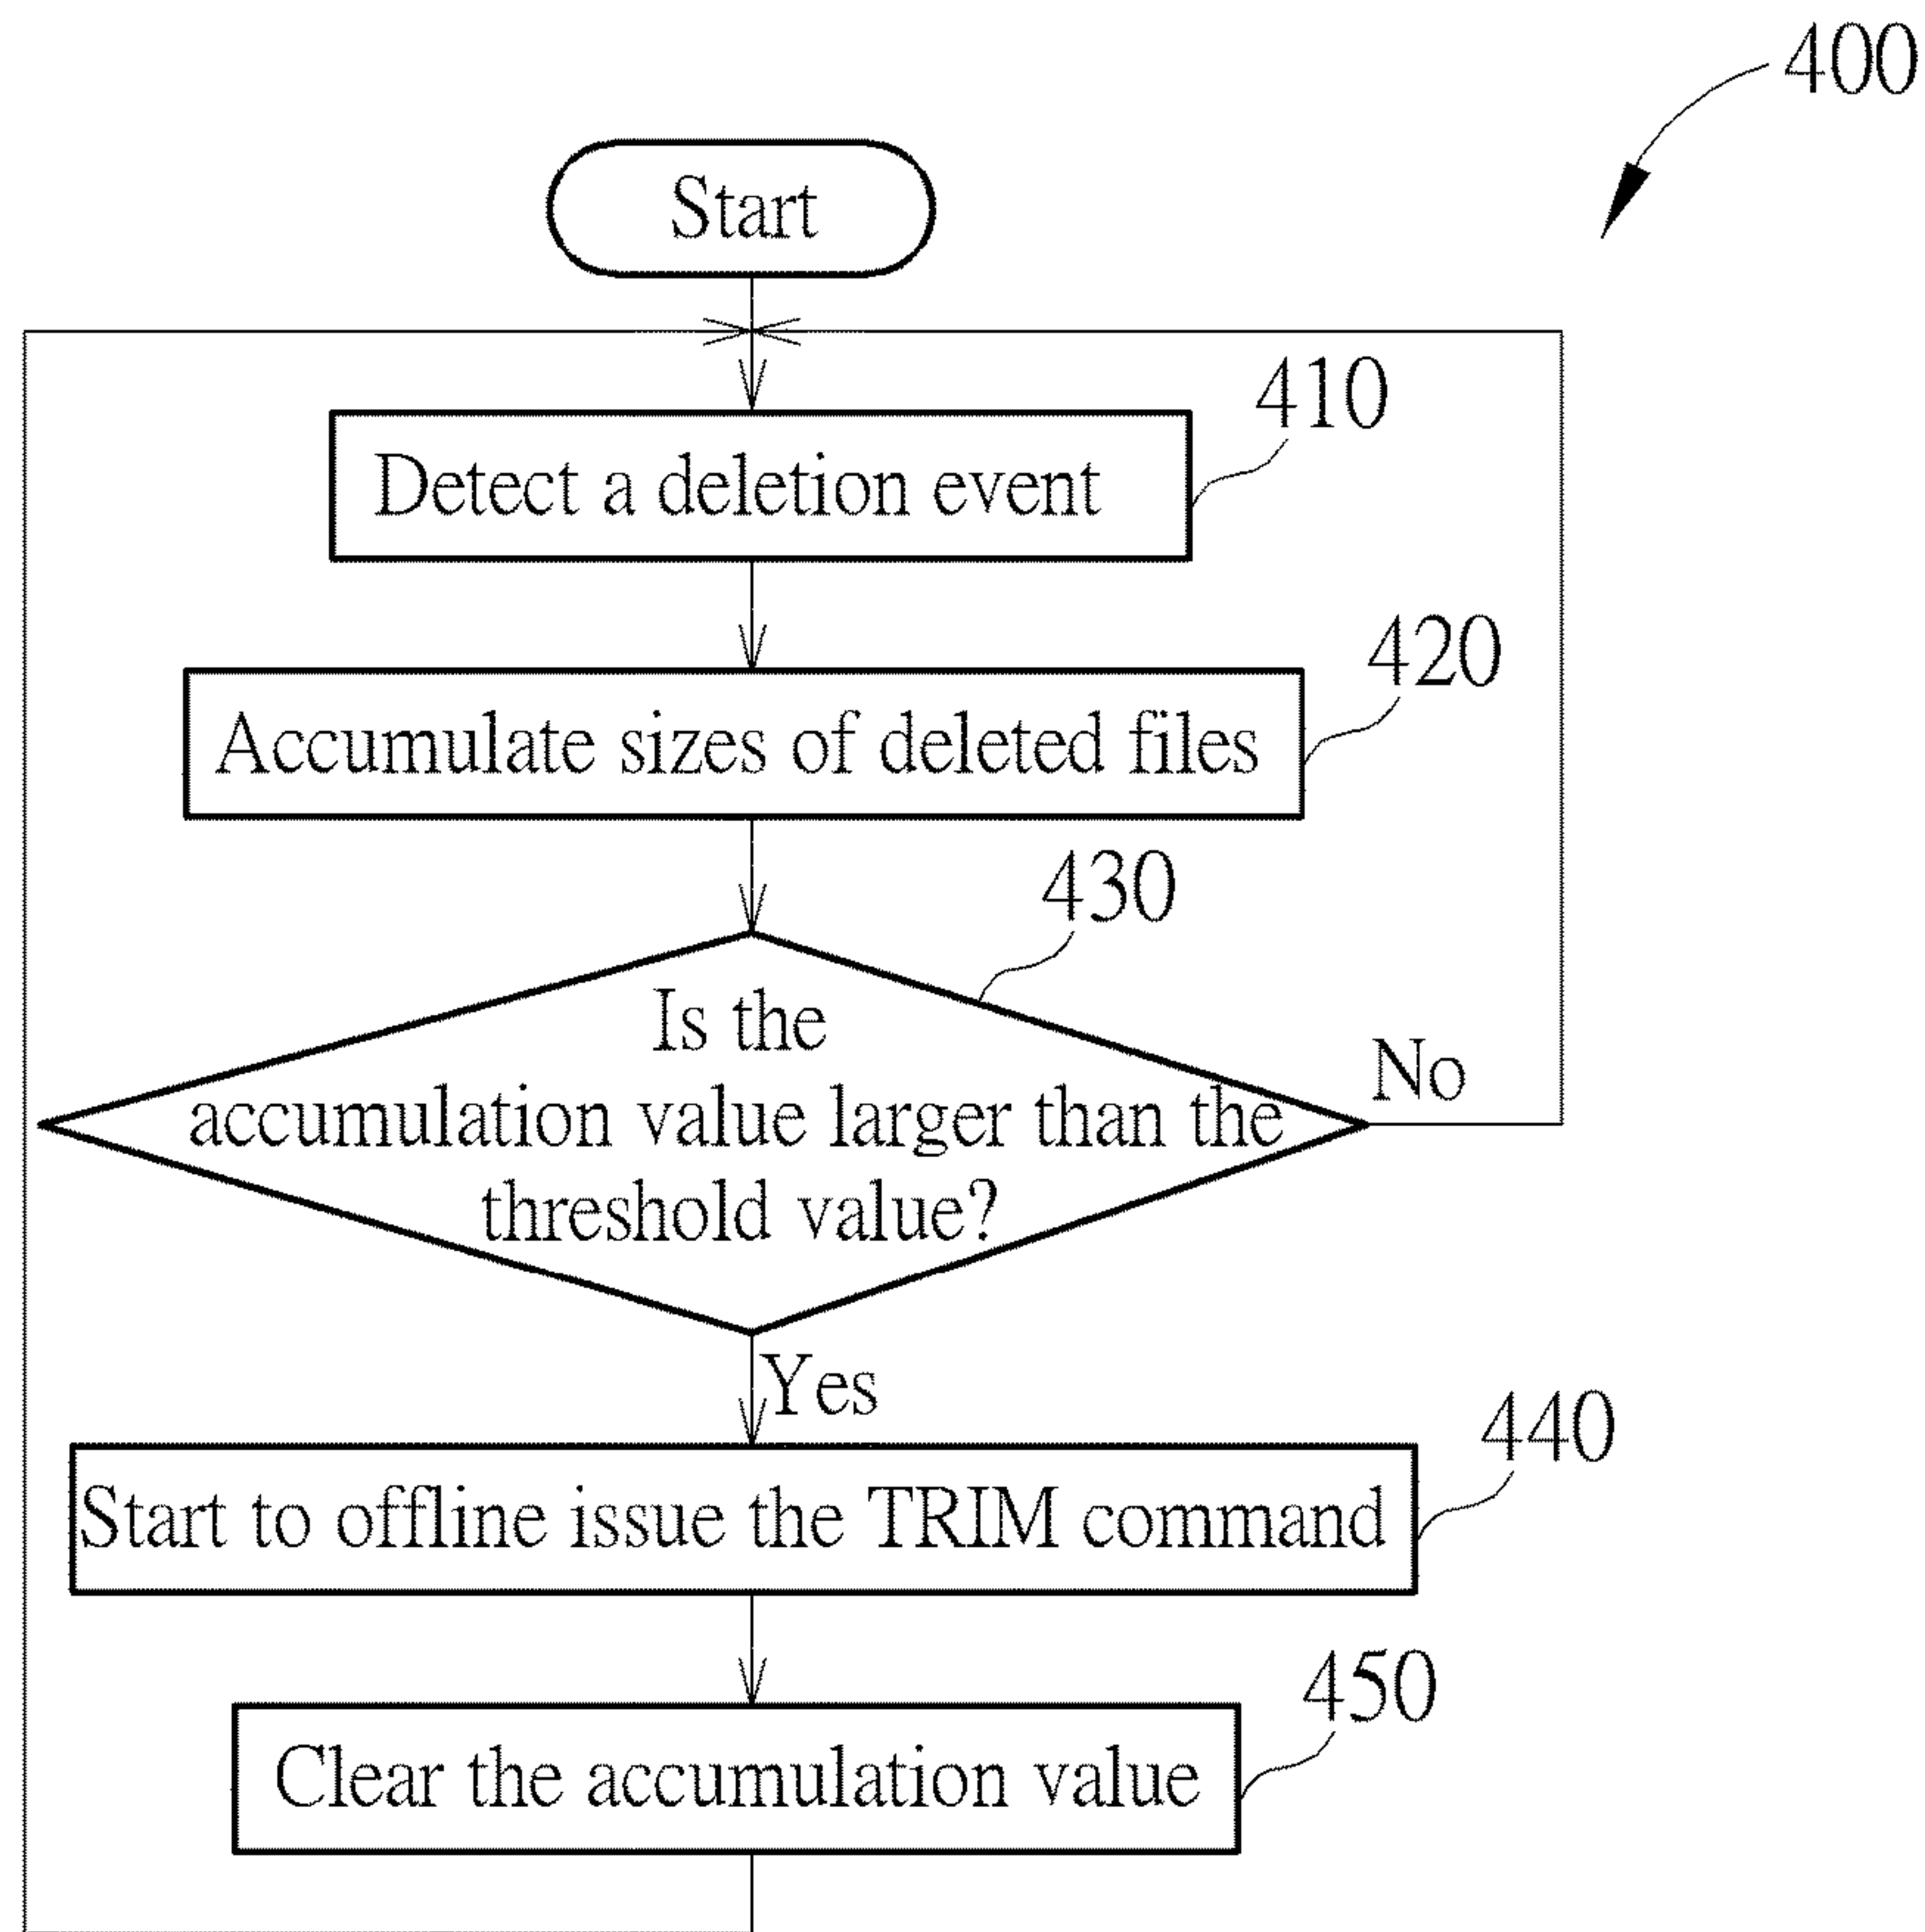 400
Start
410
Detect a deletion event
420
Accumulate sizes of deleted files
430
Is the
accumulation value larger than the
threshold value?
No
Yes
440
Start to offline issue the TRIM command
450
Clear the accumulation value